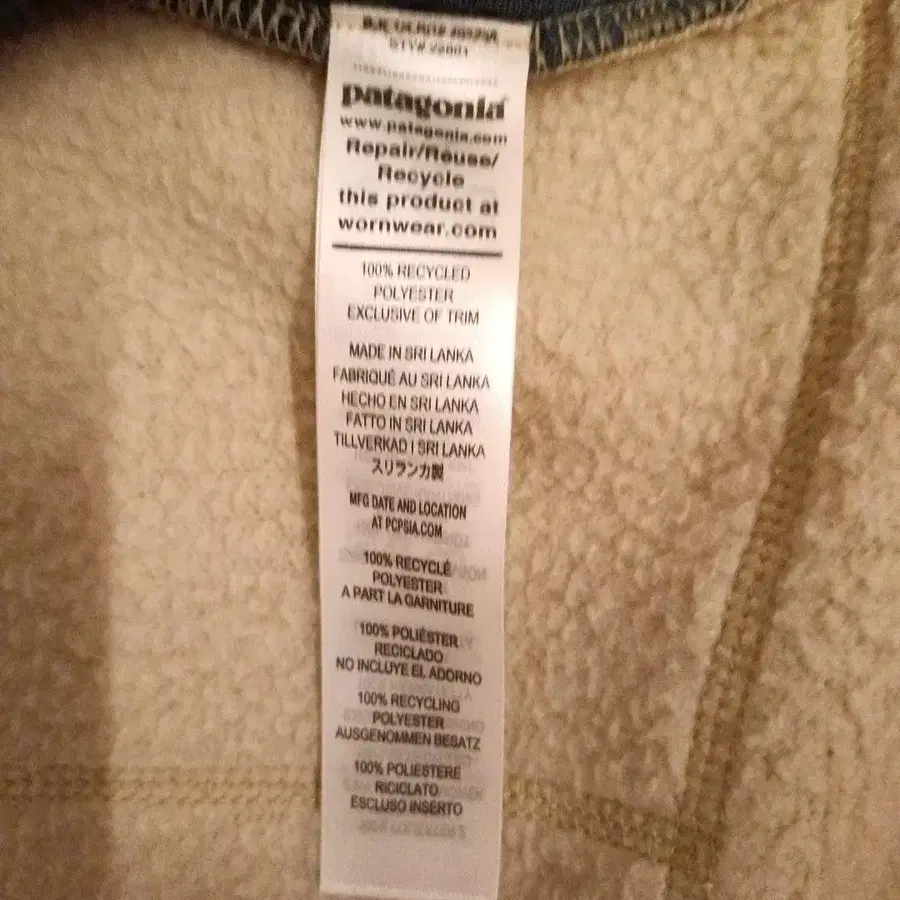 patagonia
www.patagonia.com
Repair/Reuse/
Recycle
this product at
wornwear.com
100% RECYCLED
POLYESTER
EXCLUSIVE OF TRIM
MADE IN SRI LANKA
FABRIQUÉ AU SRI LANKA
HECHO EN SRI LANKA
FATTO IN SRI LANKA
TILLVERKAD I SRI LANKA
スリランカ製
MFG DATE AND LOCATION
AT PCPSIA.COM
100% RECYCLÉ
POLYESTER
A PART LA GARNITURE
100% POLIÉSTER
RECICLADO
NO INCLUYE EL ADORNO
100% RECYCLING
POLYESTER
AUSGENOMMEN BESATZ
100% POLIESTERE
RICICLATO
ESCLUSO INSERTO